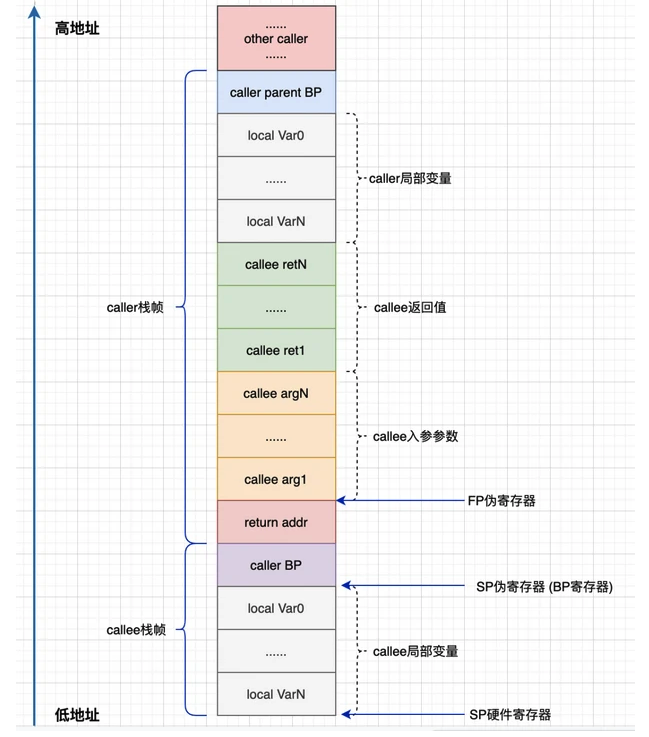 高地址
......
other caller
......
caller parent BP
local Var0
......
caller局部变量
local VarN
callee retN
caller栈帧
......
callee返回值
callee ret1
callee argN
......
callee入参参数
callee arg1
FP伪寄存器
return addr
caller BP
SP伪寄存器 (BP寄存器)
local Var0
callee栈帧
......
callee局部变量
local VarN
低地址
SP硬件寄存器